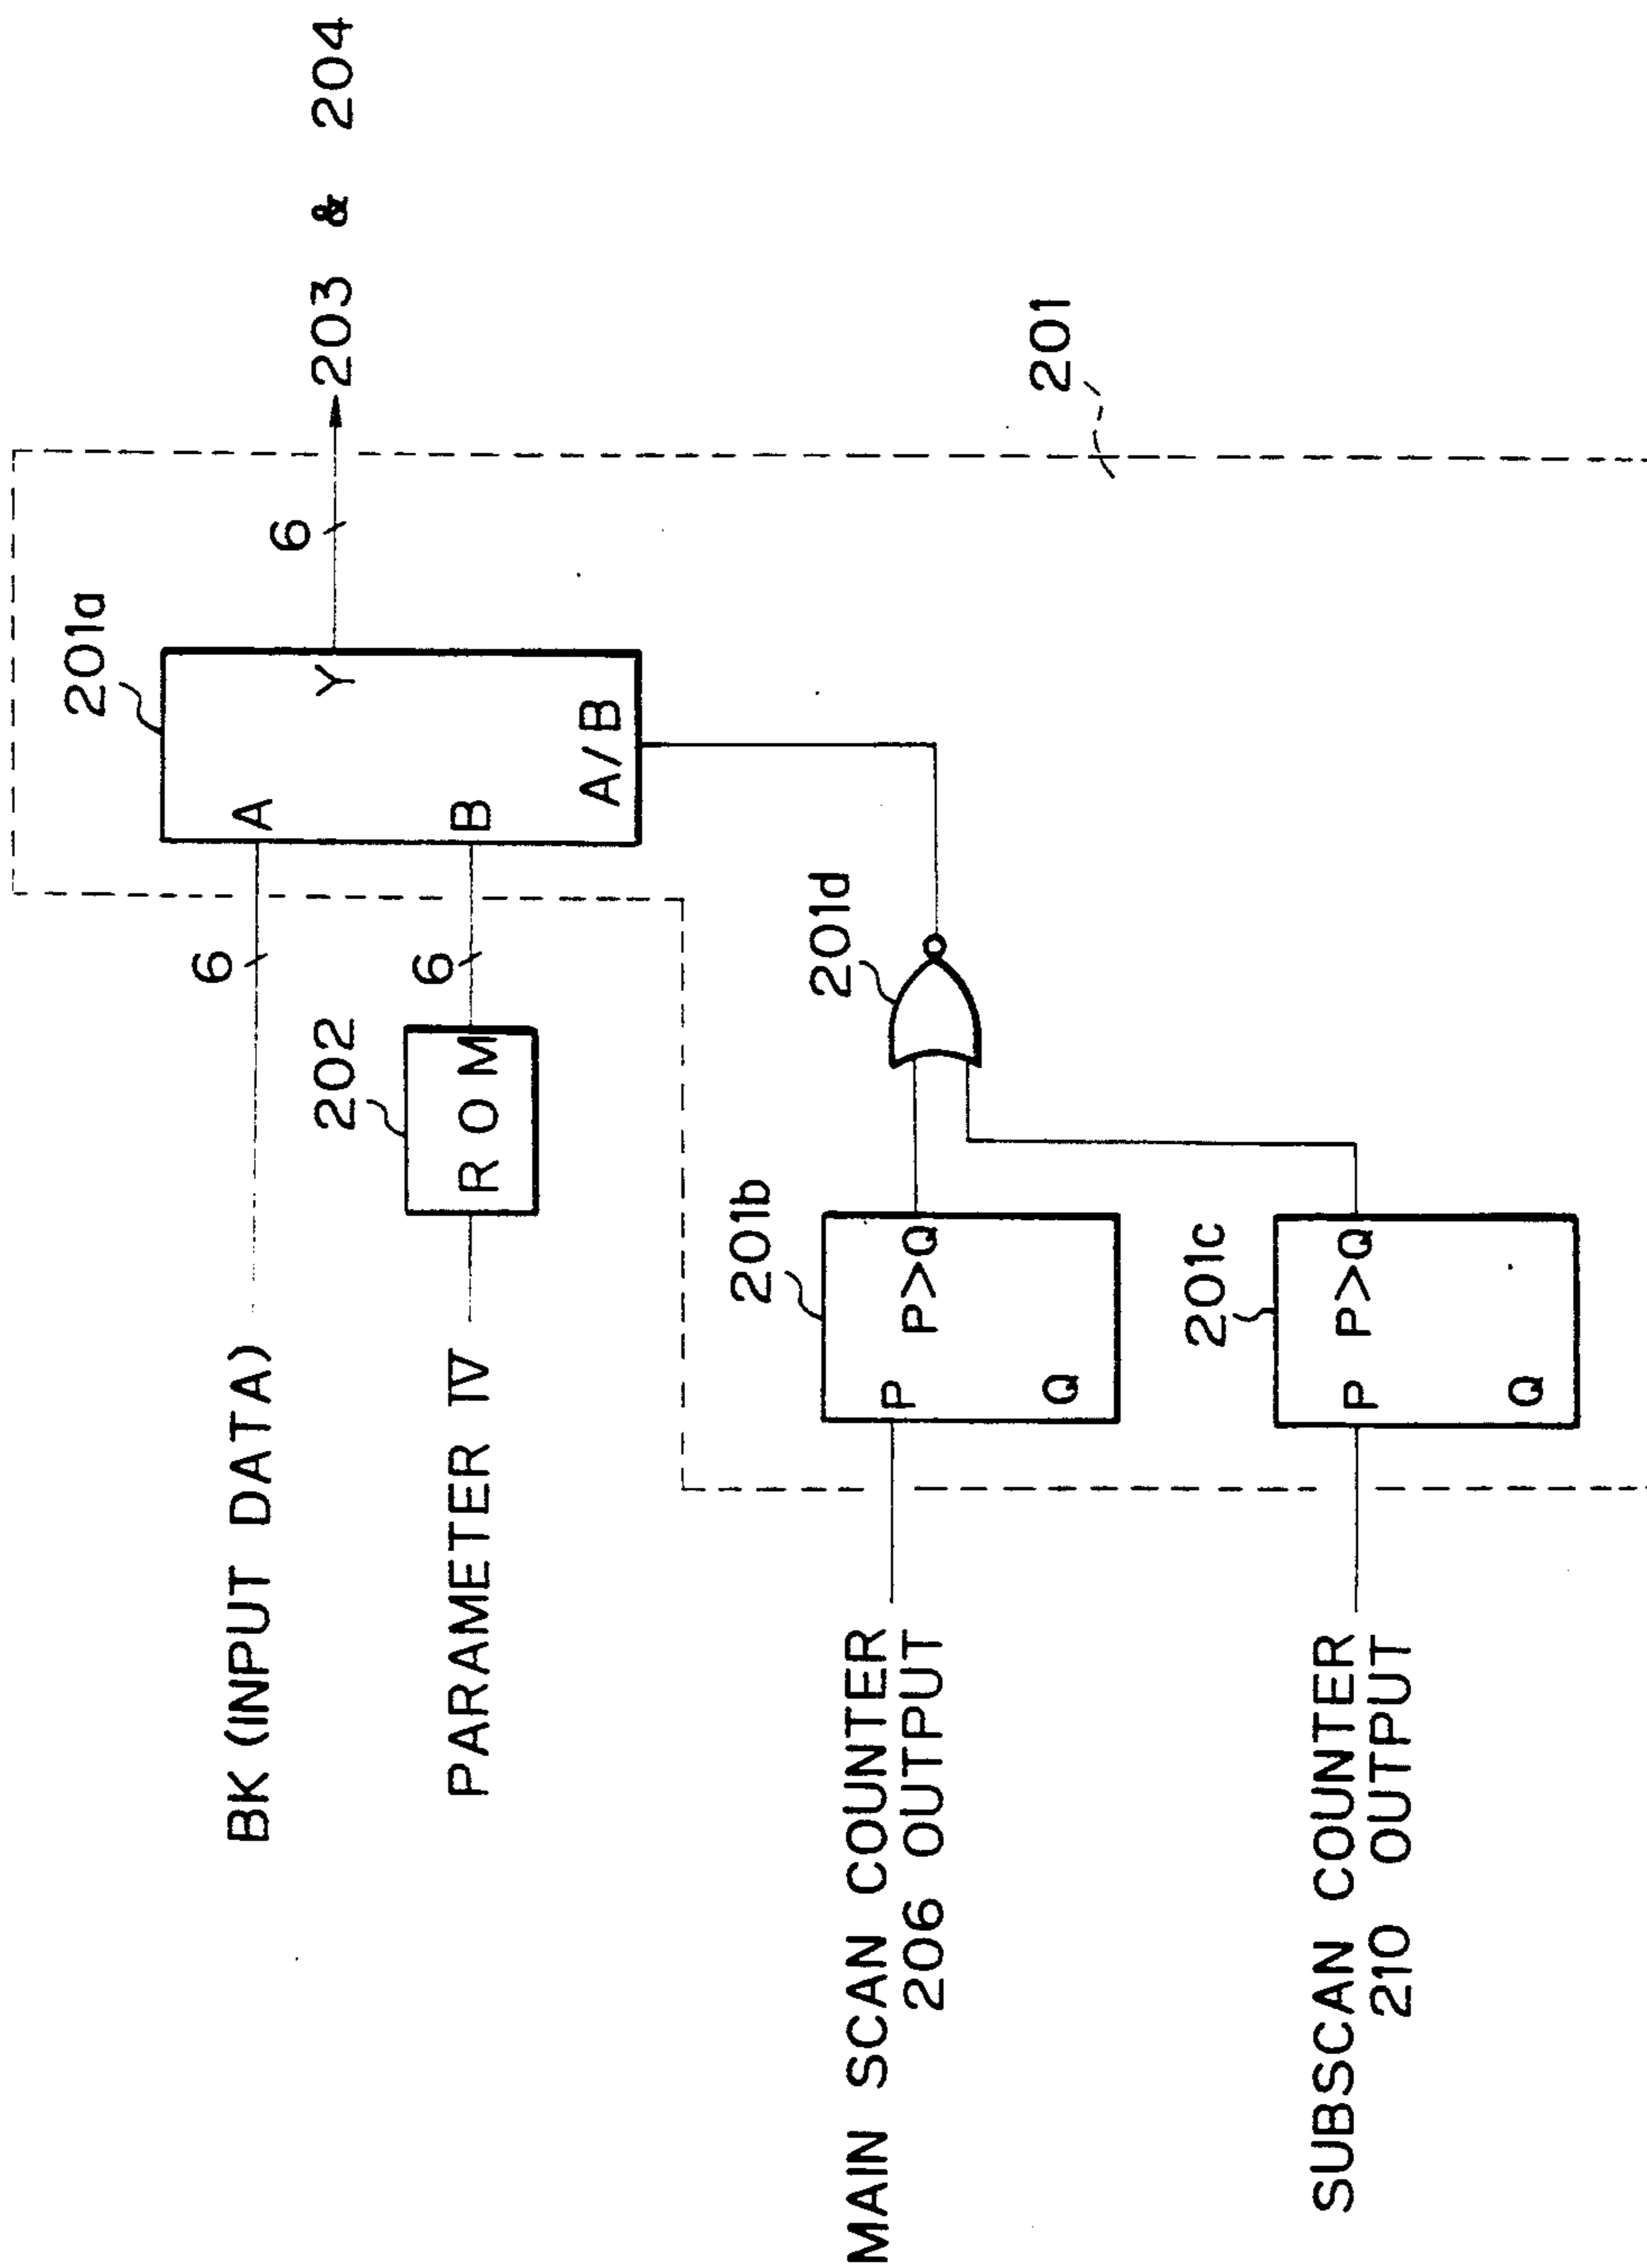 201a
BK (INPUT DATA)
6
A
Y
6
203 & 204
PARAMETER IV
202
ROM
6
B
A/B
201d
201
201b
MAIN SCAN COUNTER
206 OUTPUT
P
P>Q
Q
201c
SUBSCAN COUNTER
210 OUTPUT
P
P>Q
Q